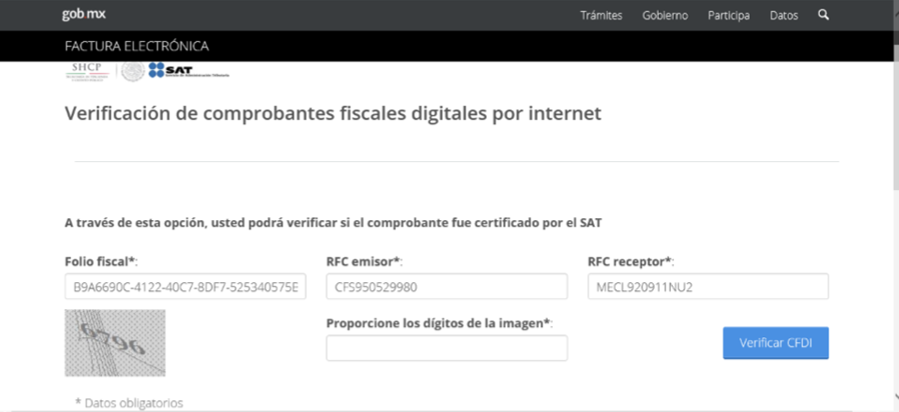 gob.mx Trámites Gobierno Participa Datos
FACTURA ELECTRÓNICA
SHCP SAT
Verificación de comprobantes fiscales digitales por internet
A través de esta opción, usted podrá verificar si el comprobante fue certificado por el SAT
Folio fiscal*: RFC emisor*: RFC receptor*:
B9A6690C-4122-40C7-8DF7-525340575E CFS950529980 MECL920911NU2
Proporcione los dígitos de la imagen*:
6796
Verificar CFDI
* Datos obligatorios